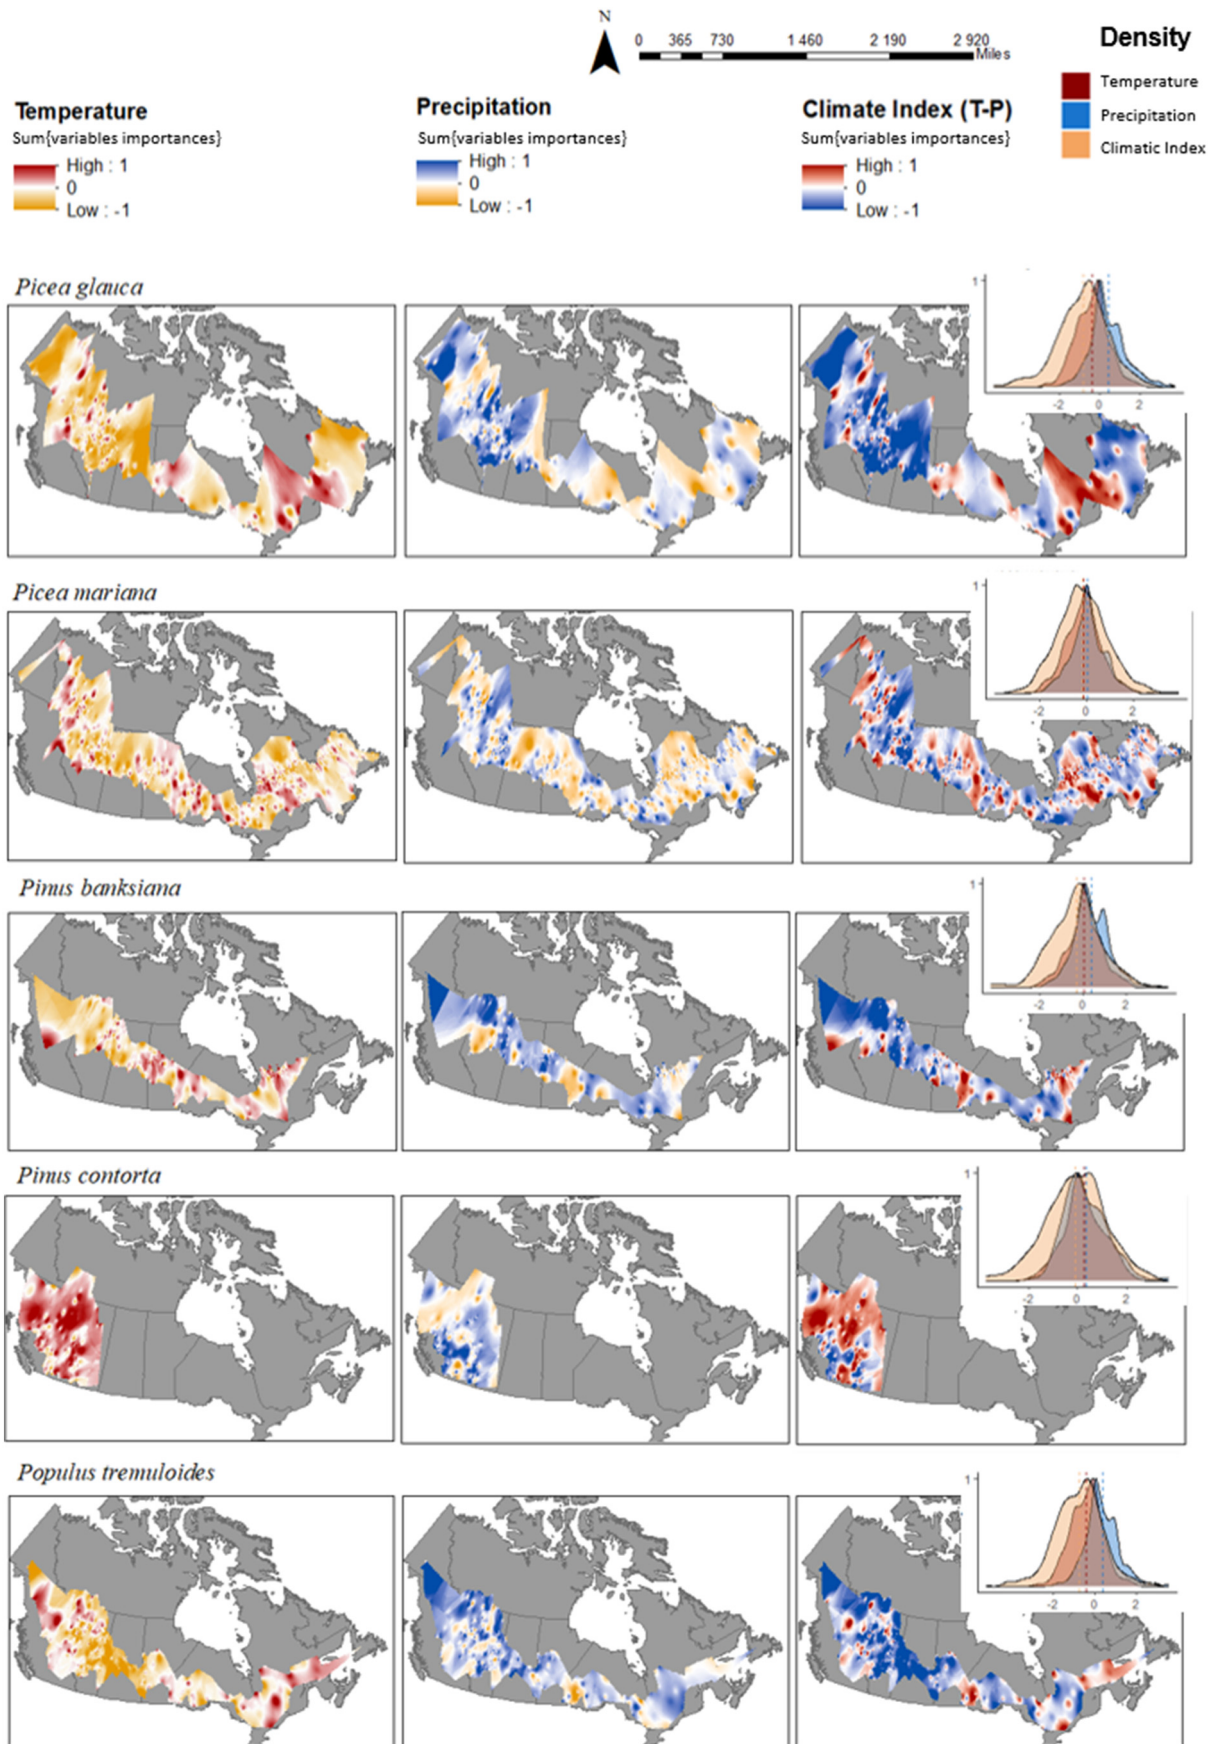 N
0 365 730 1 460 2 190 2 920
Miles
Density
Temperature
Precipitation
Climatic Index
Temperature
Sum{variables importances}
High : 1
0
Low : -1
Precipitation
Sum{variables importances}
High : 1
0
Low : -1
Climate Index (T-P)
Sum{variables importances}
High : 1
0
Low : -1
Picea glauca
1
-2 0 2
Picea mariana
1
-2 0 2
Pinus banksiana
1
-2 0 2
Pinus contorta
1
-2 0 2
Populus tremuloides
1
-2 0 2